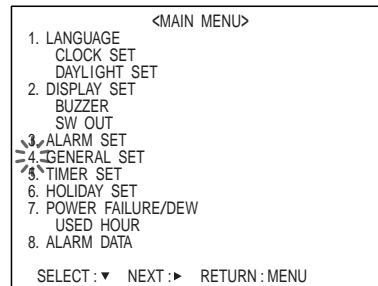 <MAIN MENU>
1. LANGUAGE
CLOCK SET
DAYLIGHT SET
2. DISPLAY SET
BUZZER
SW OUT
3. ALARM SET
4. GENERAL SET
5. TIMER SET
6. HOLIDAY SET
7. POWER FAILURE/DEW
USED HOUR
8. ALARM DATA
SELECT : ▼ NEXT : ► RETURN : MENU